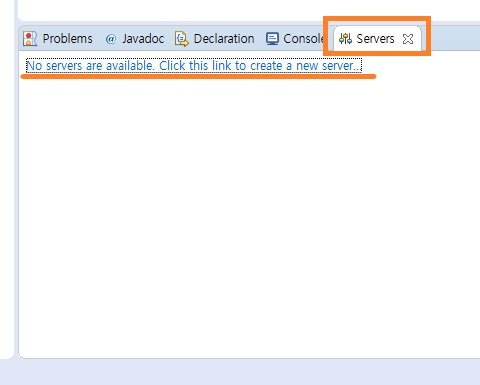 Problems @ Javadoc Declaration Console Servers
No servers are available. Click this link to create a new server...